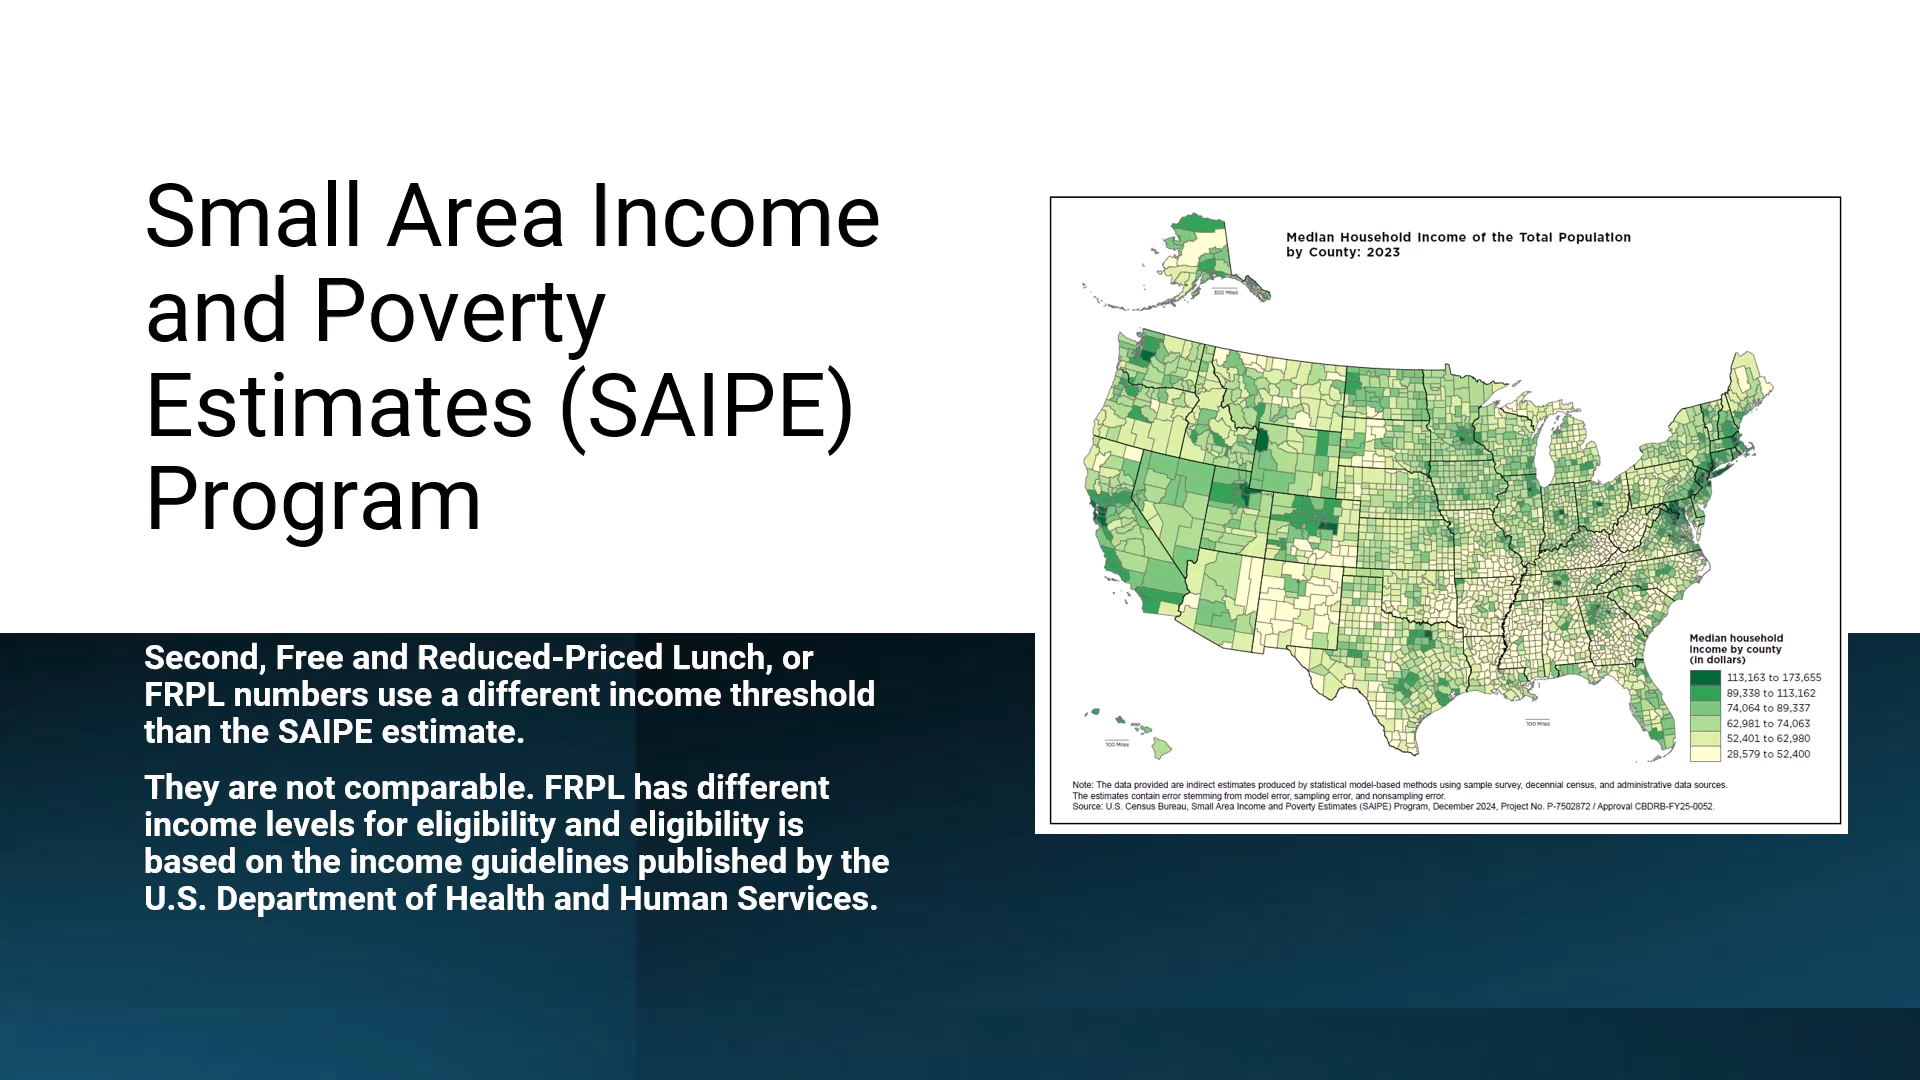 Small Area Income
and Poverty
Estimates (SAIPE)
Program
Second, Free and Reduced-Priced Lunch, or
FRPL numbers use a different income threshold
than the SAIPE estimate.
They are not comparable. FRPL has different
income levels for eligibility and eligibility is
based on the income guidelines published by the
U.S. Department of Health and Human Services.
Median Household Income of the Total Population
by County: 2023
300 Miles
Median household
income by county
(in dollars)
113,163 to 173,655
89,338 to 113,162
74,064 to 89,337
62,981 to 74,063
52,401 to 62,980
28,579 to 52,400
100 Miles
100 Miles
Note: The data provided are indirect estimates produced by statistical model-based methods using sample survey, decennial census, and administrative data sources.
The estimates contain error stemming from model error, sampling error, and nonsampling error.
Source: U.S. Census Bureau, Small Area Income and Poverty Estimates (SAIPE) Program, December 2024, Project No. P-7502872 / Approval CBDRB-FY25-0052.